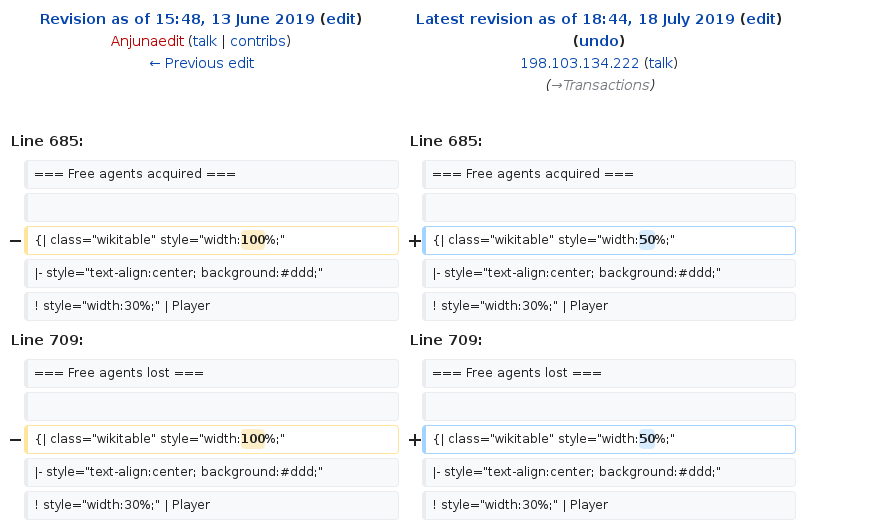 Revision as of 15:48, 13 June 2019 (edit)
Anjunaedit (talk | contribs)
← Previous edit
Latest revision as of 18:44, 18 July 2019 (edit)
(undo)
198.103.134.222 (talk)
(→Transactions)
Line 685:
Line 685:
=== Free agents acquired ===
=== Free agents acquired ===
− {| class="wikitable" style="width:100%;"
+ {| class="wikitable" style="width:50%;"
|- style="text-align:center; background:#ddd;"
|- style="text-align:center; background:#ddd;"
! style="width:30%;" | Player
! style="width:30%;" | Player
Line 709:
Line 709:
=== Free agents lost ===
=== Free agents lost ===
− {| class="wikitable" style="width:100%;"
+ {| class="wikitable" style="width:50%;"
|- style="text-align:center; background:#ddd;"
|- style="text-align:center; background:#ddd;"
! style="width:30%;" | Player
! style="width:30%;" | Player